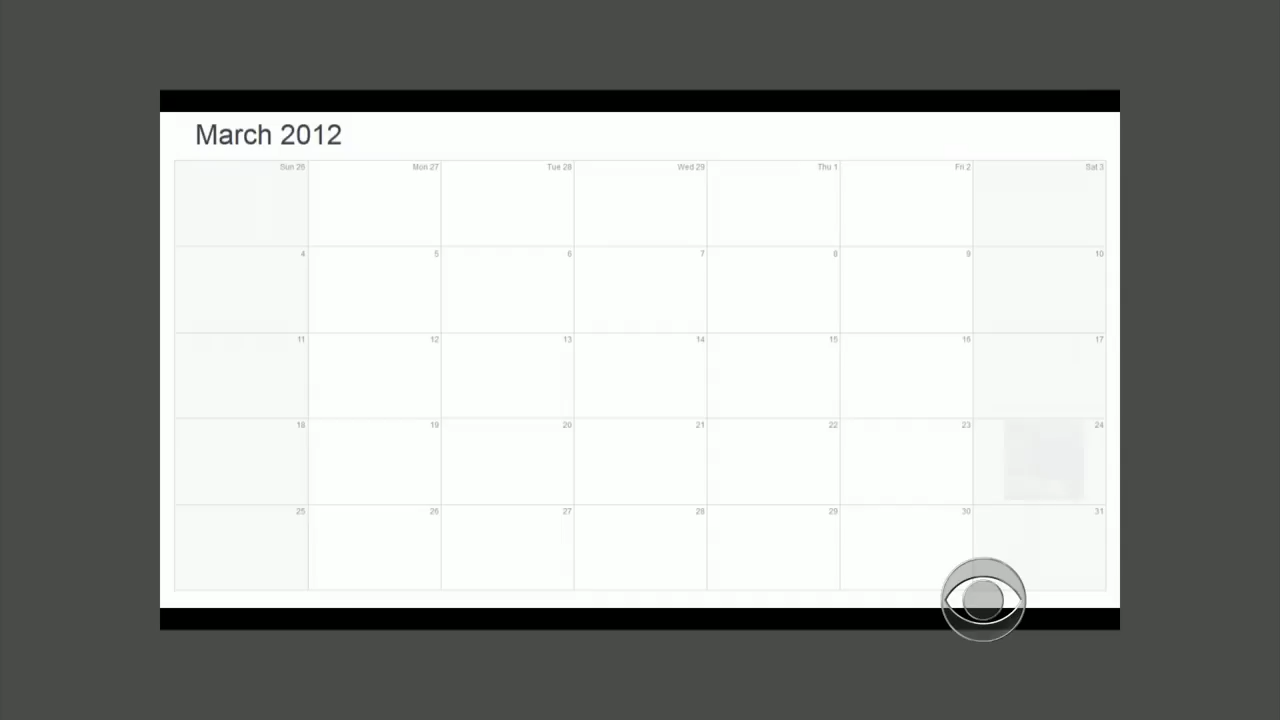 March 2012
Sun 26 Mon 27 Tue 28 Wed 29 Thu 1 Fri 2 Sat 3
4 5 6 7 8 9 10
11 12 13 14 15 16 17
18 19 20 21 22 23 24
25 26 27 28 29 30 31